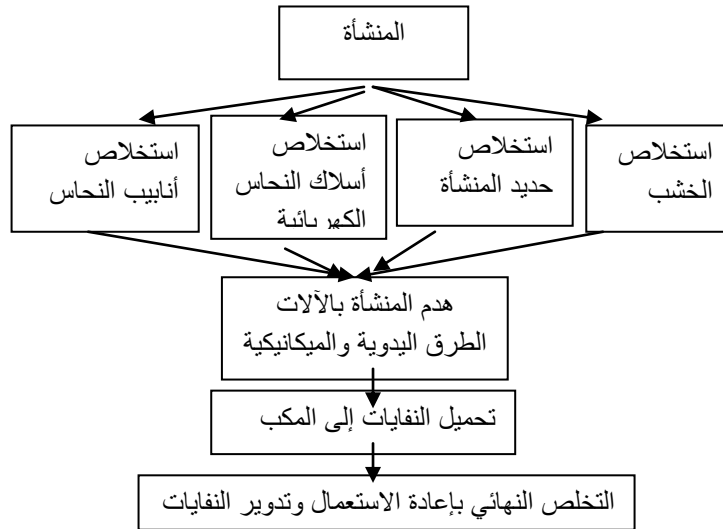 المنشأة
استخلاص
الخشب
استخلاص
حديد المنشأة
استخلاص
أسلاك النحاس
الكهربائية
استخلاص
أنابيب النحاس
هدم المنشأة بالآلات
الطرق اليدوية والميكانيكية
تحميل النفايات إلى المكب
التخلص النهائي بإعادة الاستعمال وتدوير النفايات